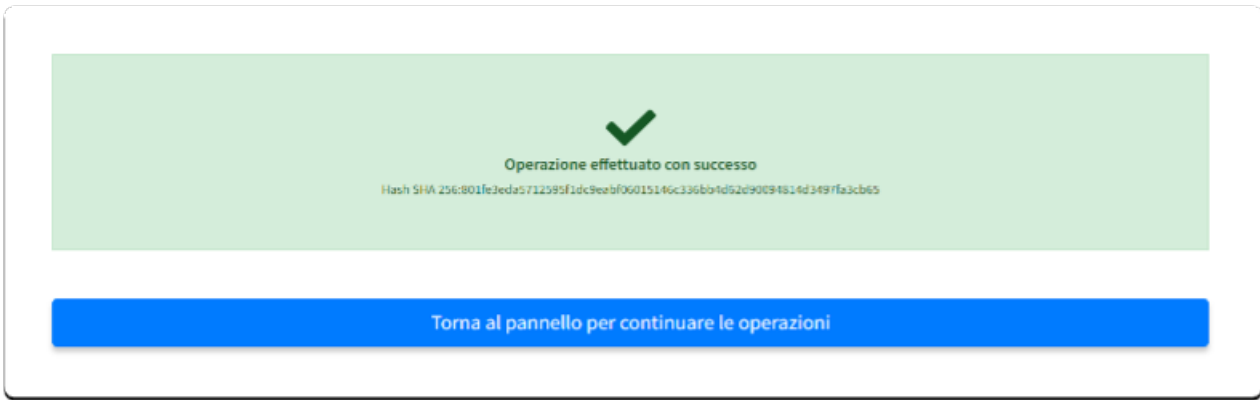 Operazione effettuato con successo
Hash SHA 256:
Torna al pannello per continuare le operazioni